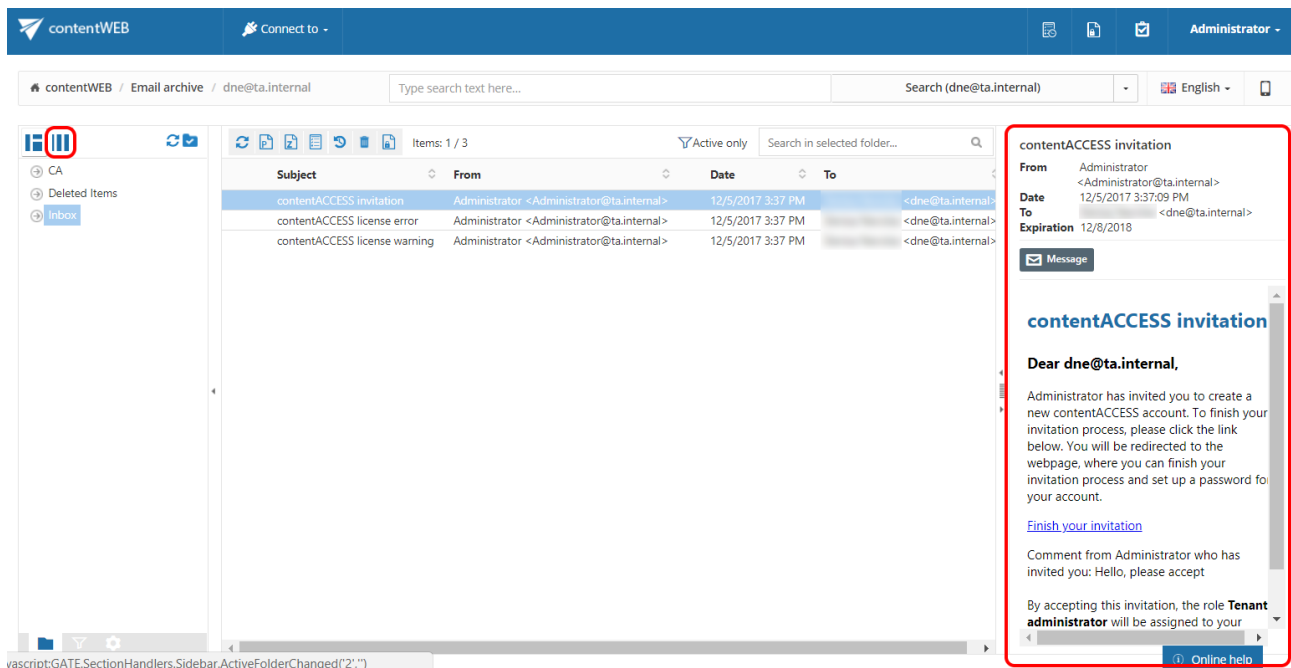 contentWEB
Connect to
Administrator
contentWEB / Email archive / dne@ta.internal
Type search text here...
Search (dne@ta.internal)
English
Items: 1 / 3
Active only
Search in selected folder...
CA
Deleted Items
Inbox
Subject From Date To
contentACCESS invitation Administrator <Administrator@ta.internal> 12/5/2017 3:37 PM <dne@ta.internal>
contentACCESS license error Administrator <Administrator@ta.internal> 12/5/2017 3:37 PM <dne@ta.internal>
contentACCESS license warning Administrator <Administrator@ta.internal> 12/5/2017 3:37 PM <dne@ta.internal>
contentACCESS invitation
From Administrator
<Administrator@ta.internal>
Date 12/5/2017 3:37:09 PM
To <dne@ta.internal>
Expiration 12/8/2018
Message
contentACCESS invitation
Dear dne@ta.internal,
Administrator has invited you to create a
new contentACCESS account. To finish your
invitation process, please click the link
below. You will be redirected to the
webpage, where you can finish your
invitation process and set up a password for
your account.
Finish your invitation
Comment from Administrator who has
invited you: Hello, please accept
By accepting this invitation, the role Tenant
administrator will be assigned to your
vascript:GATE.SectionHandlers.Sidebar.ActiveFolderChanged('2','')
Online help